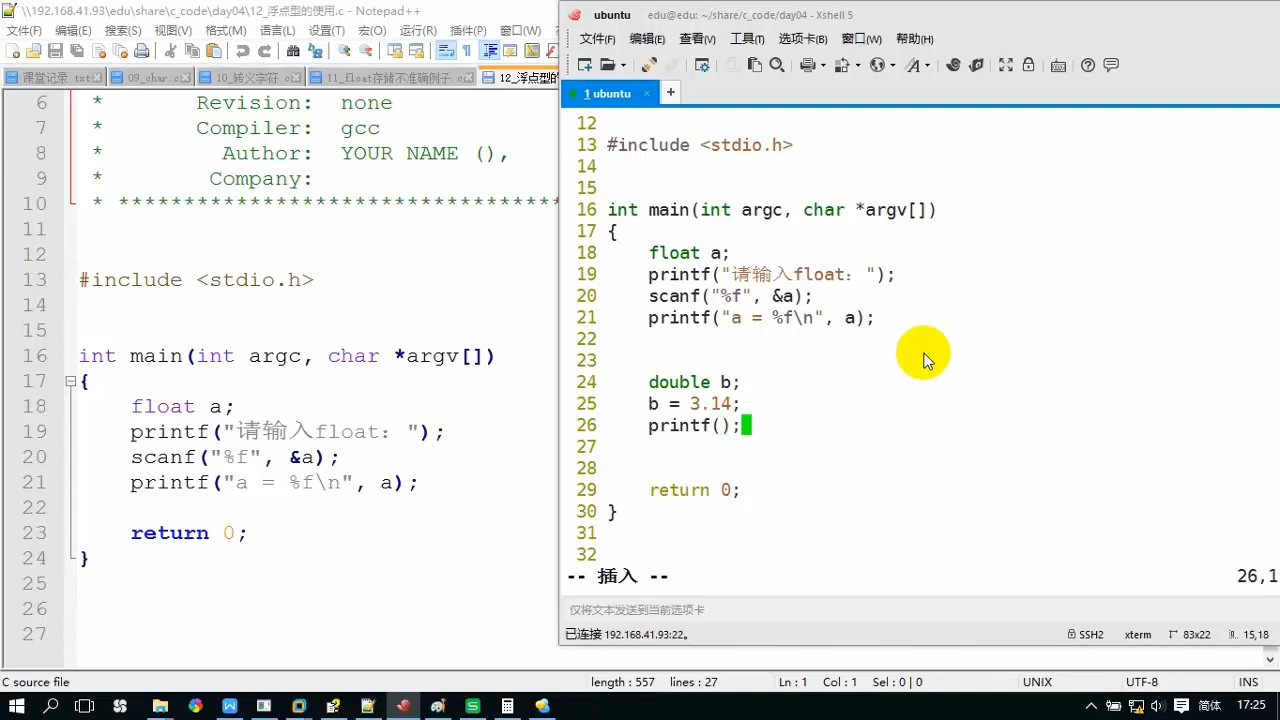 \\192.168.41.93\edu\share\c_code\day04\12_浮点型的使用.c - Notepad++
文件(F) 编辑(E) 搜索(S) 视图(V) 格式(M) 语言(L) 设置(T) 宏(O) 运行(R) 插件(P) 窗口(W)
课堂记录.txt 09_char.c 10_转义字符.c 11_float存储不准确例子.c 12_浮点型的
6 * Revision: none
7 * Compiler: gcc
8 * Author: YOUR NAME (),
9 * Company:
10 * **********************************
11
12
13 #include <stdio.h>
14
15
16 int main(int argc, char *argv[])
17 {
18 float a;
19 printf("请输入float: ");
20 scanf("%f", &a);
21 printf("a = %f\n", a);
22
23 return 0;
24 }
25
26
27
C source file length : 557 lines : 27 Ln : 1 Col : 1 Sel : 0 | 0 UNIX UTF-8 INS
ubuntu edu@edu: ~/share/c_code/day04 - Xshell 5
文件(F) 编辑(E) 查看(V) 工具(T) 选项卡(B) 窗口(W) 帮助(H)
1 ubuntu × +
12
13 #include <stdio.h>
14
15
16 int main(int argc, char *argv[])
17 {
18 float a;
19 printf("请输入float: ");
20 scanf("%f", &a);
21 printf("a = %f\n", a);
22
23
24 double b;
25 b = 3.14;
26 printf();
27
28
29 return 0;
30 }
31
32
-- 插入 -- 26,1
仅将文本发送到当前选项卡
已连接 192.168.41.93:22。 SSH2 xterm 83x22 15,18
简体 17:25